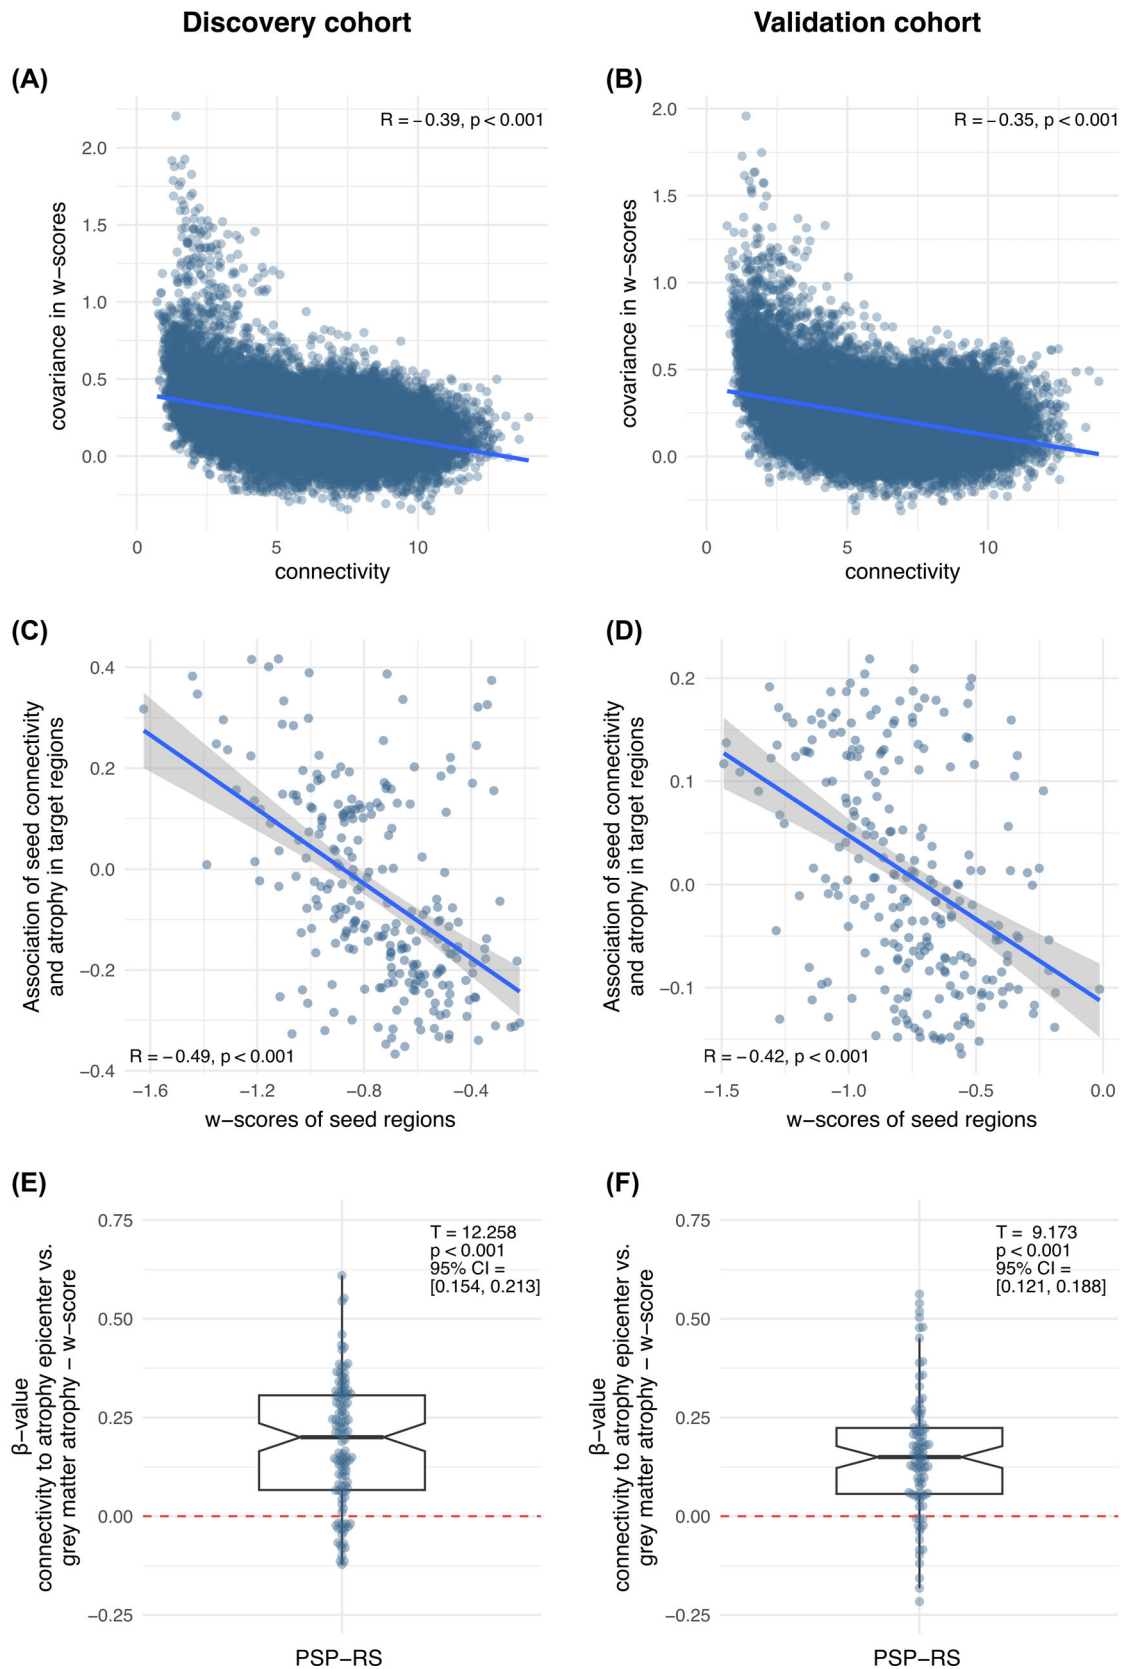 Discovery cohort
Validation cohort
(A)
(B)
R = −0.39, p < 0.001
R = −0.35, p < 0.001
covariance in w−scores
2.0
1.5
1.0
0.5
0.0
0
5
10
connectivity
covariance in w−scores
2.0
1.5
1.0
0.5
0.0
0
5
10
connectivity
(C)
(D)
Association of seed connectivity
and atrophy in target regions
0.4
0.2
0.0
−0.2
−0.4
R = −0.49, p < 0.001
−1.6
−1.2
−0.8
−0.4
w−scores of seed regions
Association of seed connectivity
and atrophy in target regions
0.2
0.1
0.0
−0.1
R = −0.42, p < 0.001
−1.5
−1.0
−0.5
0.0
w−scores of seed regions
(E)
(F)
β−value
connectivity to atrophy epicenter vs.
grey matter atrophy − w−score
0.75
0.50
0.25
0.00
−0.25
T = 12.258
p < 0.001
95% CI =
[0.154, 0.213]
PSP−RS
β−value
connectivity to atrophy epicenter vs.
grey matter atrophy − w−score
0.75
0.50
0.25
0.00
−0.25
T = 9.173
p < 0.001
95% CI =
[0.121, 0.188]
PSP−RS